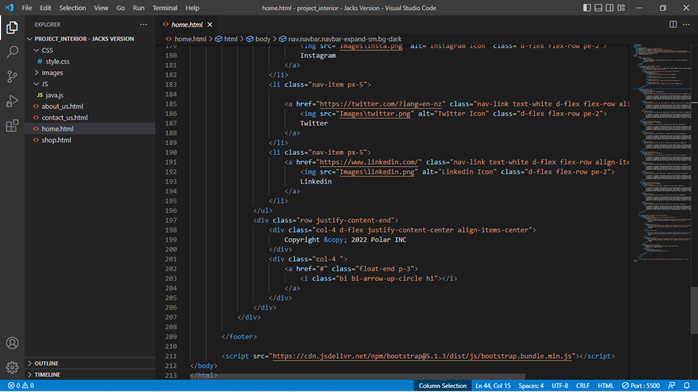 File Edit Selection View Go Run Terminal Help
home.html - project_interior - Jacks Version - Visual Studio Code
EXPLORER
PROJECT_INTERIOR - JACKS VERSION
CSS
style.css
Images
JS
java.js
about_us.html
contact_us.html
home.html
shop.html
OUTLINE
TIMELINE
home.html
home.html > html > body > nav.navbar.navbar-expand-sm.bg-dark
179 <img src="Images\insta.png" alt="Instagram Icon" class="d-flex flex-row pe-2">
180 Instagram
181 </a>
182 </li>
183 <li class="nav-item px-5">
184
185 <a href="https://twitter.com/?lang=en-nz" class="nav-link text-white d-flex flex-row ali
186 <img src="Images\twitter.png" alt="Twitter Icon" class="d-flex flex-row pe-2">
187 Twitter
188 </a>
189 </li>
190 <li class="nav-item px-5">
191 <a href="https://www.linkedin.com/" class="nav-link text-white d-flex flex-row align-ite
192 <img src="Images\linkedin.png" alt="Linkedin Icon" class="d-flex flex-row pe-2">
193 Linkedin
194 </a>
195 </li>
196 </ul>
197 <div class="row justify-content-end">
198 <div class="col-4 d-flex justify-content-center align-items-center">
199 Copyright &copy; 2022 Polar INC
200 </div>
201 <div class="col-4 ">
202 <a href="#" class="float-end p-3">
203 <i class="bi bi-arrow-up-circle h1"></i>
204 </a>
205 </div>
206 </div>
207 </div>
208
209 </footer>
210
211 <script src="https://cdn.jsdelivr.net/npm/bootstrap@5.1.3/dist/js/bootstrap.bundle.min.js"></script>
212 </body>
213 </html>
0 0
Column Selection Ln 44, Col 15 Spaces: 4 UTF-8 CRLF HTML Port : 5500